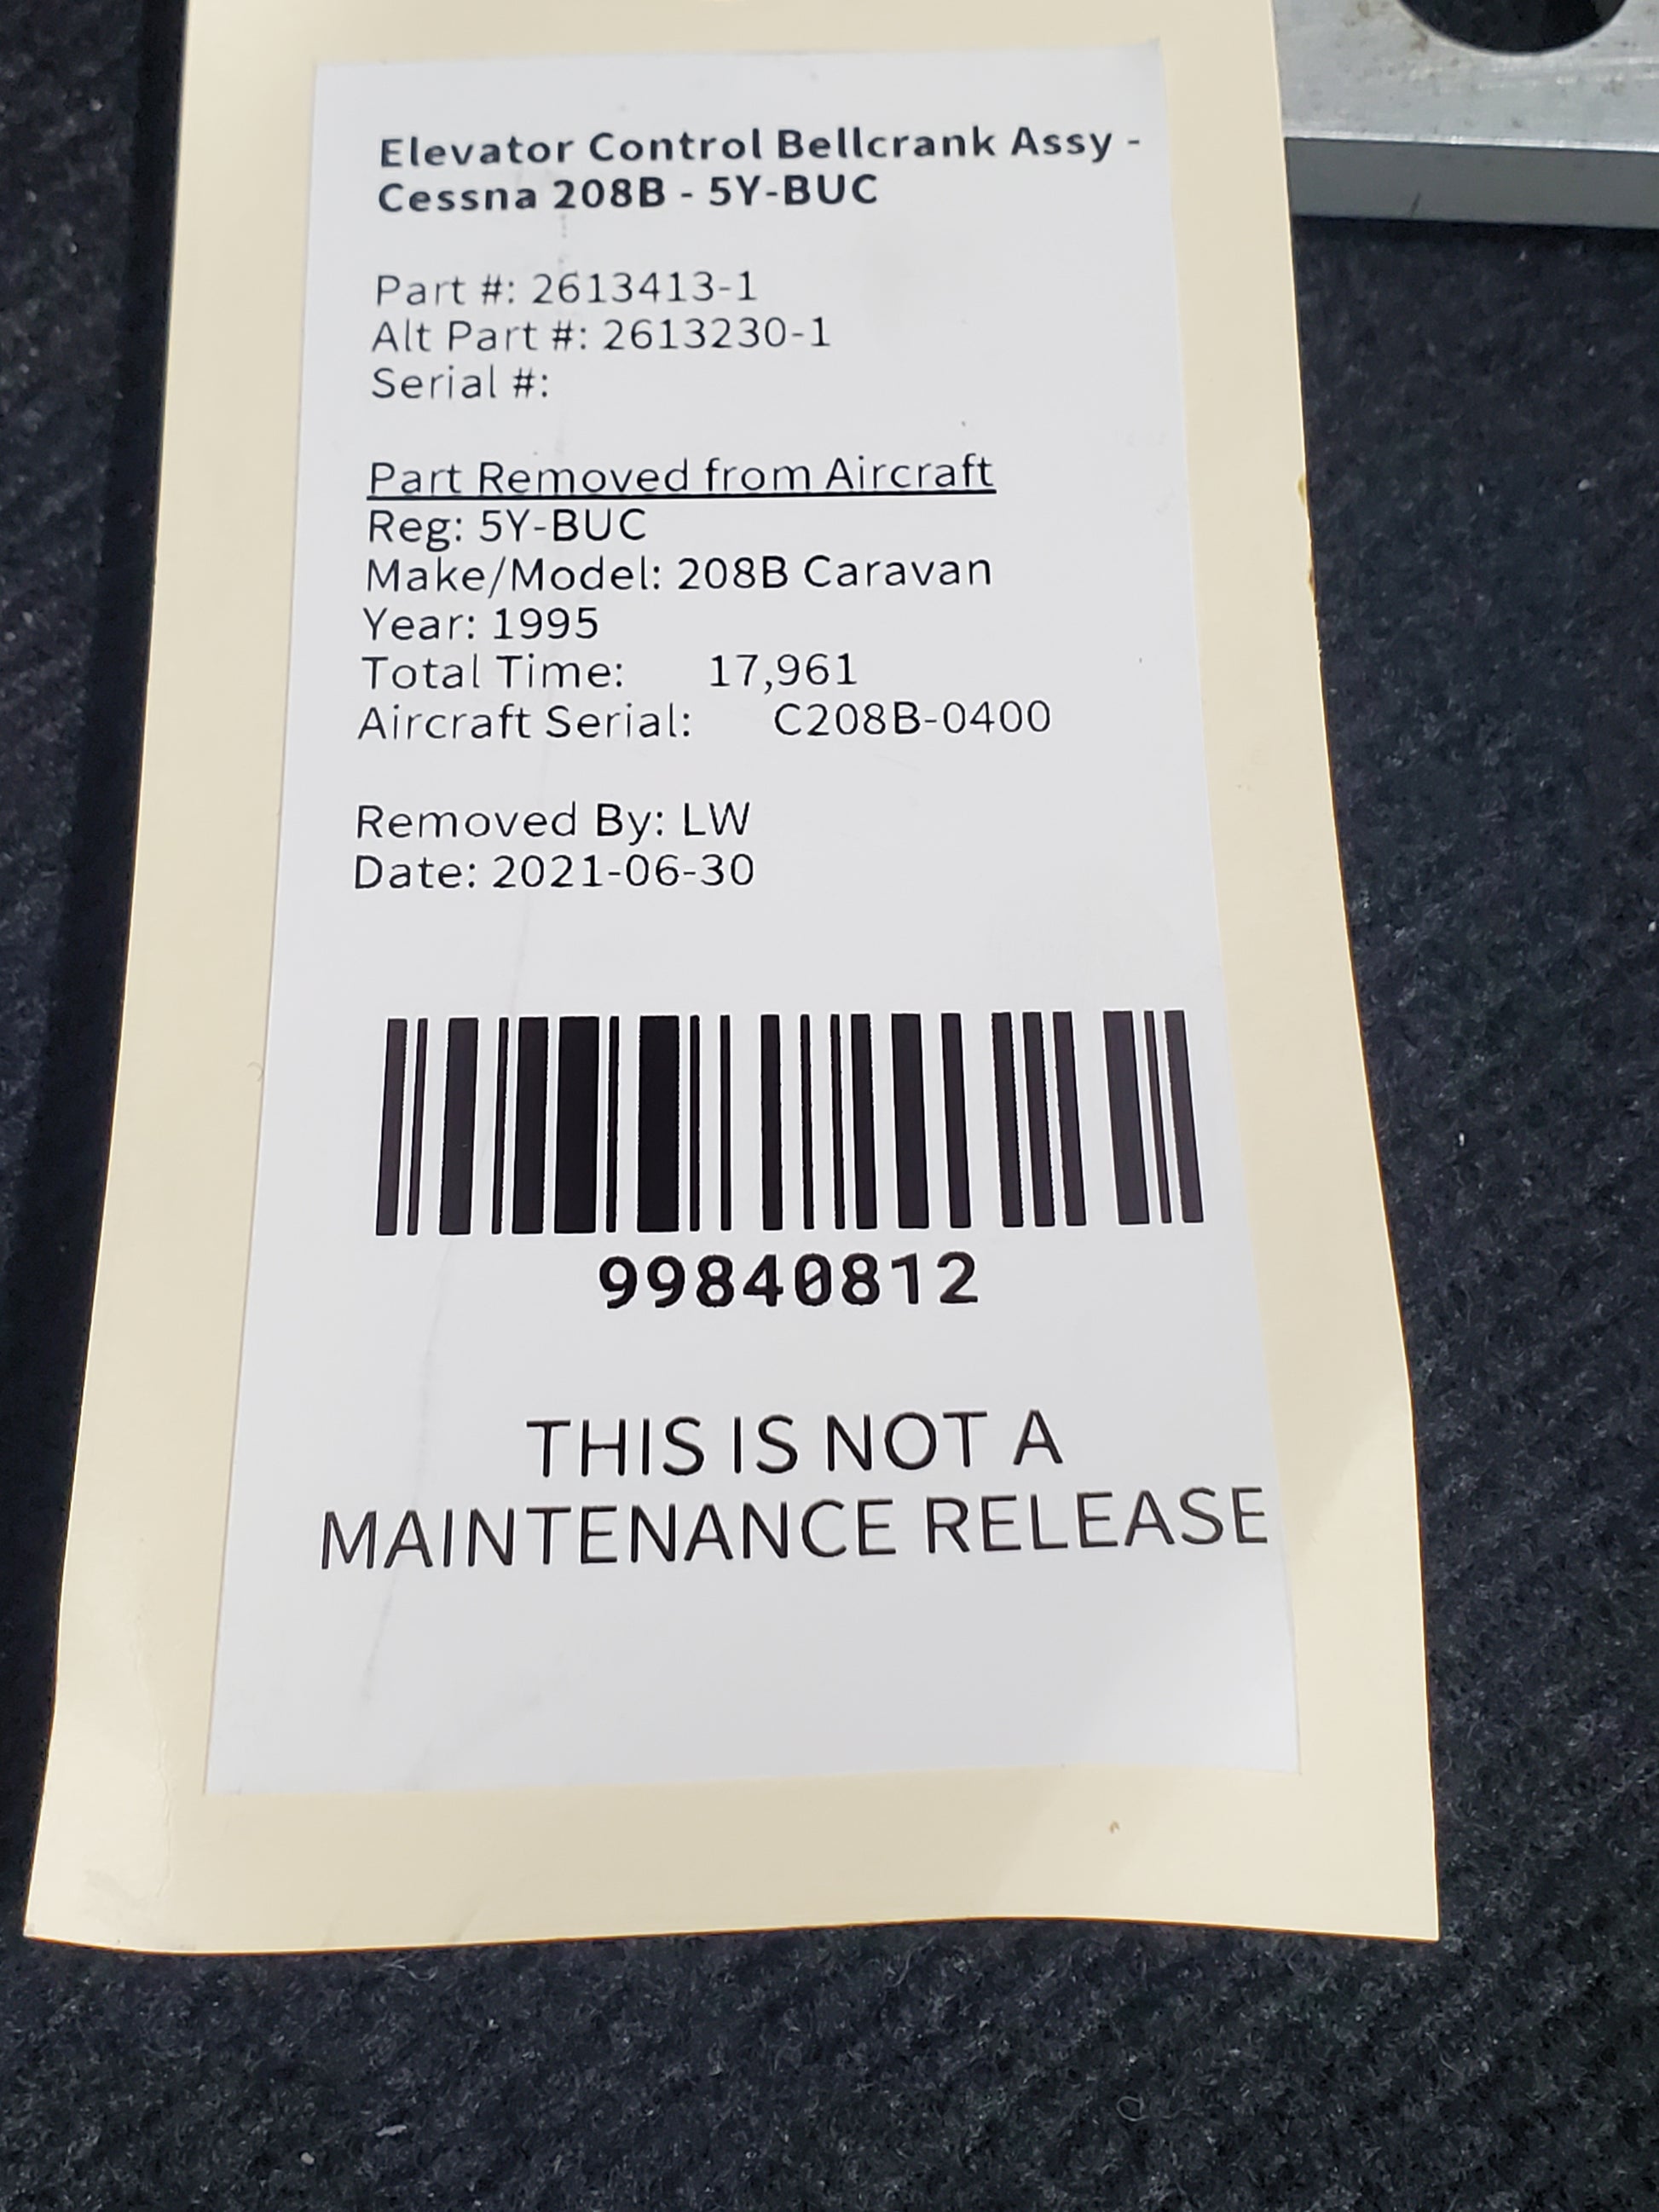 Elevator Control Bellcrank Assy -
Cessna 208B - 5Y-BUC
Part #: 2613413-1
Alt Part #: 2613230-1
Serial #:
Part Removed from Aircraft
Reg: 5Y-BUC
Make/Model: 208B Caravan
Year: 1995
Total Time: 17,961
Aircraft Serial: C208B-0400
Removed By: LW
Date: 2021-06-30
99840812
THIS IS NOT A
MAINTENANCE RELEASE